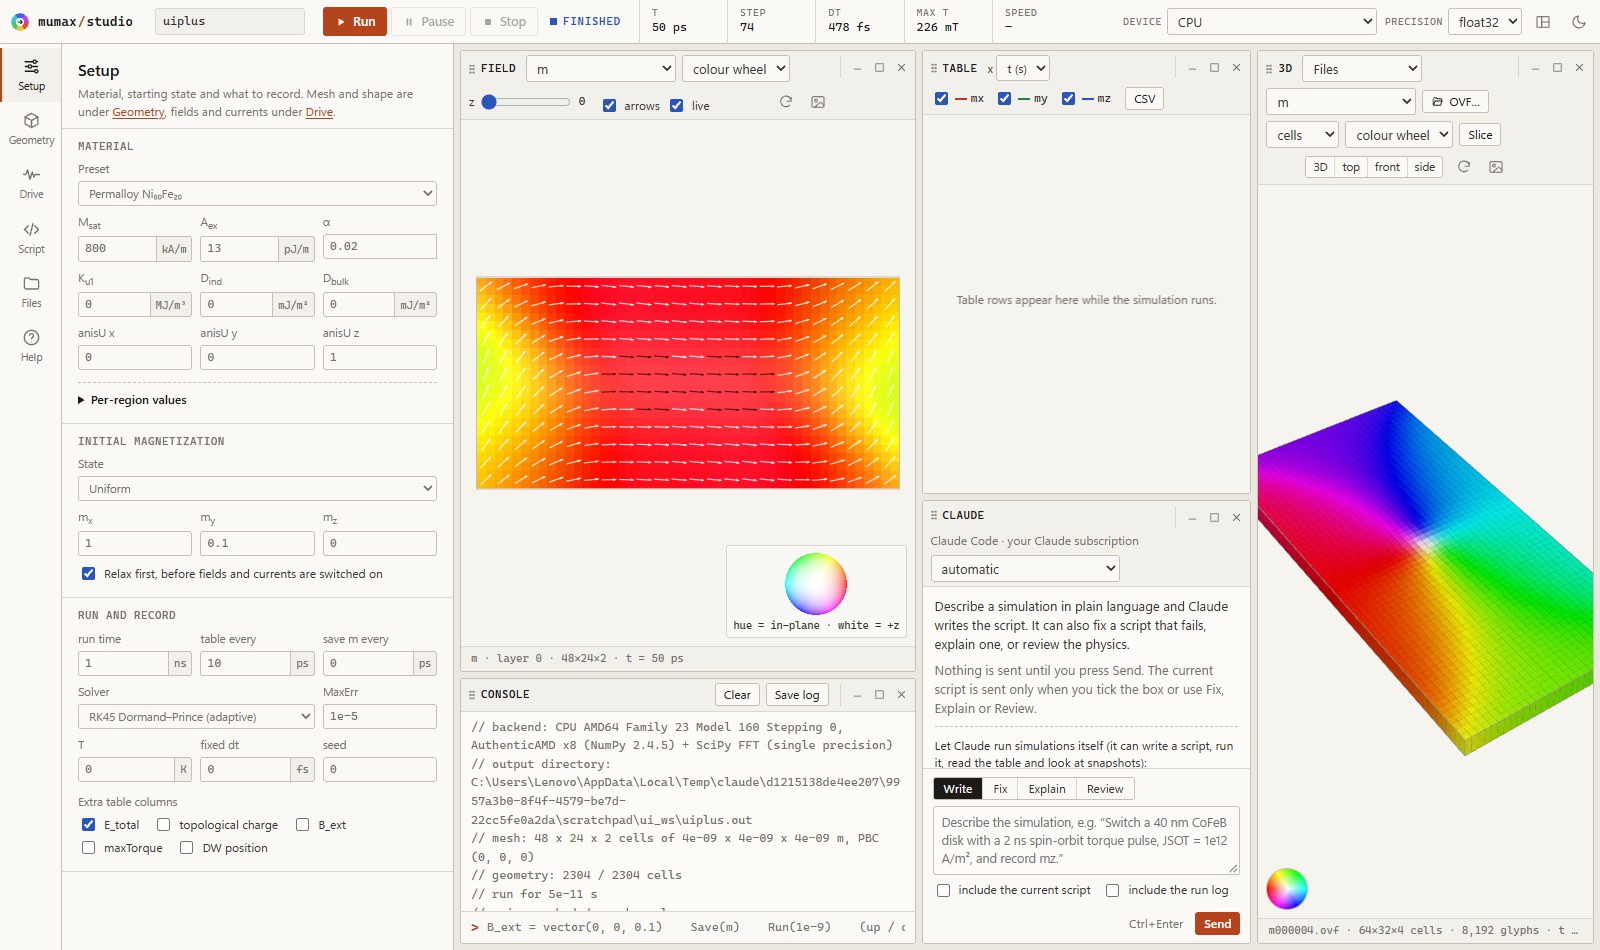 mumax/studio
uiplus
Run
Pause
Stop
FINISHED
T
50 ps
STEP
74
DT
478 fs
MAX T
226 mT
SPEED
—
DEVICE
CPU
PRECISION
float32
Setup
Geometry
Drive
Script
Files
Help
Setup
Material, starting state and what to record. Mesh and shape are
under Geometry, fields and currents under Drive.
MATERIAL
Preset
Permalloy Ni₈₀Fe₂₀
Msat
Aex
α
800 kA/m
13 pJ/m
0.02
Ku1
Dind
Dbulk
0 MJ/m³
0 mJ/m²
0 mJ/m²
anisU x
anisU y
anisU z
0
0
1
Per-region values
INITIAL MAGNETIZATION
State
Uniform
mx
my
mz
1
0.1
0
Relax first, before fields and currents are switched on
RUN AND RECORD
run time
table every
save m every
1 ns
10 ps
0 ps
Solver
MaxErr
RK45 Dormand–Prince (adaptive)
1e-5
T
fixed dt
seed
0 K
0 fs
0
Extra table columns
E_total
topological charge
B_ext
maxTorque
DW position
FIELD
m
colour wheel
z
0
arrows
live
hue = in-plane · white = +z
m · layer 0 · 48×24×2 · t = 50 ps
CONSOLE
Clear
Save log
// backend: CPU AMD64 Family 23 Model 160 Stepping 0,
AuthenticAMD x8 (NumPy 2.4.5) + SciPy FFT (single precision)
// output directory:
C:\Users\Lenovo\AppData\Local\Temp\claude\d1215138de4ee207\99
57a3b0-8f4f-4579-be7d-
22cc5fe0a2da\scratchpad\ui_ws\uiplus.out
// mesh: 48 x 24 x 2 cells of 4e-09 x 4e-09 x 4e-09 m, PBC
(0, 0, 0)
// geometry: 2304 / 2304 cells
// run for 5e-11 s
> B_ext = vector(0, 0, 0.1) Save(m) Run(1e-9) (up /
TABLE
x
t (s)
mx
my
mz
CSV
Table rows appear here while the simulation runs.
CLAUDE
Claude Code · your Claude subscription
automatic
Describe a simulation in plain language and Claude
writes the script. It can also fix a script that fails,
explain one, or review the physics.
Nothing is sent until you press Send. The current
script is sent only when you tick the box or use Fix,
Explain or Review.
Let Claude run simulations itself (it can write a script, run
it, read the table and look at snapshots):
Write
Fix
Explain
Review
Describe the simulation, e.g. “Switch a 40 nm CoFeB
disk with a 2 ns spin-orbit torque pulse, JSOT = 1e12
A/m², and record mz.”
include the current script
include the run log
Ctrl+Enter
Send
3D
Files
m
OVF...
cells
colour wheel
Slice
3D
top
front
side
m000004.ovf · 64×32×4 cells · 8,192 glyphs · t …